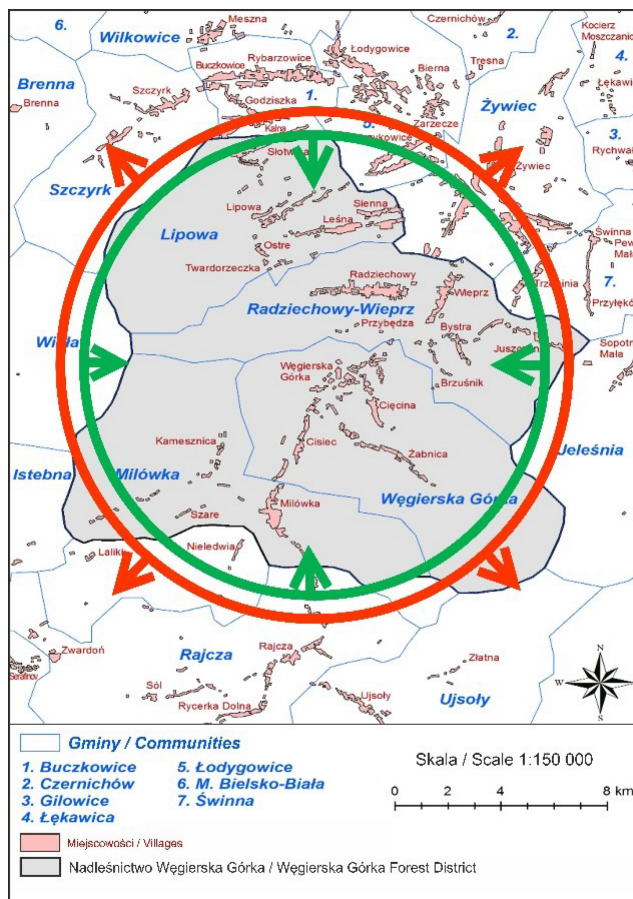 6.
Wilkowice
Meszna
Czernichów
2.
Kocierz
Moszczanic
Łodygowice
Buczkowice
Rybarzowice
Bierna
Tresna
4.
Łękawi
Brenna
Brenna
Szczyrk
Godziszka
1.
Żywiec
Zarzecze
3.
Rychwał
Kalna
5.
Słotwina
Żywiec
Szczyrk
Lipowa
Sienna
Leśna
Lipowa
Ostre
Twardorzeczka
Świnna
Pew
Mał
7.
Przyłęk
Radziechowy
Wieprz
Radziechowy-Wieprz
Przybędza
Bystra
Sopotn
Mała
Węgierska
Górka
Brzuśnik
Cięcina
Kamesznica
Cisiec
Żabnica
Jeleśnia
Istebna
Milówka
Węgierska Górka
Milówka
Szare
Laliki
Nieledwia
Zwardoń
Rajcza
Rajcza
Złatna
Sól
Rycerka Dolna
Ujsoły
Ujsoły
N
W
E
S
Gminy / Communities
1. Buczkowice
2. Czernichów
3. Gilowice
4. Łękawica
5. Łodygowice
6. M. Bielsko-Biała
7. Świnna
Skala / Scale 1:150 000
0 2 4 8 km
Miejscowości / Villages
Nadleśnictwo Węgierska Górka / Węgierska Górka Forest District